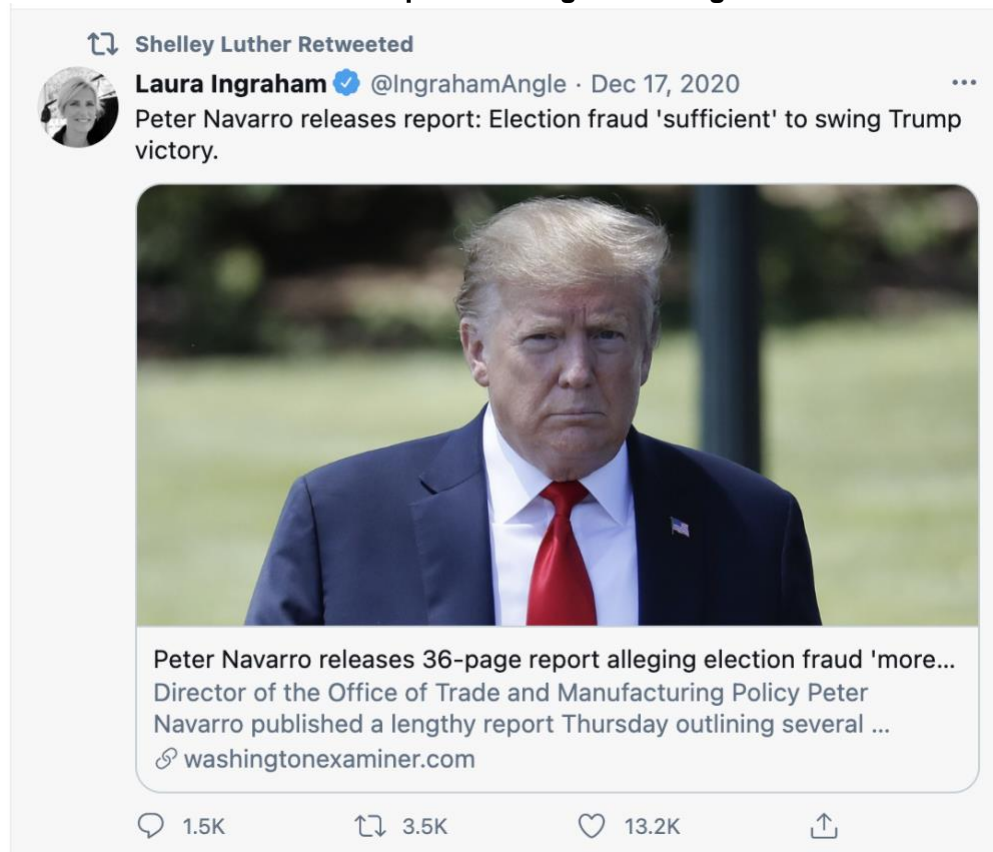 Shelley Luther Retweeted
Laura Ingraham @IngrahamAngle · Dec 17, 2020
Peter Navarro releases report: Election fraud 'sufficient' to swing Trump
victory.
Peter Navarro releases 36-page report alleging election fraud 'more...
Director of the Office of Trade and Manufacturing Policy Peter
Navarro published a lengthy report Thursday outlining several ...
washingtonexaminer.com
1.5K 3.5K 13.2K